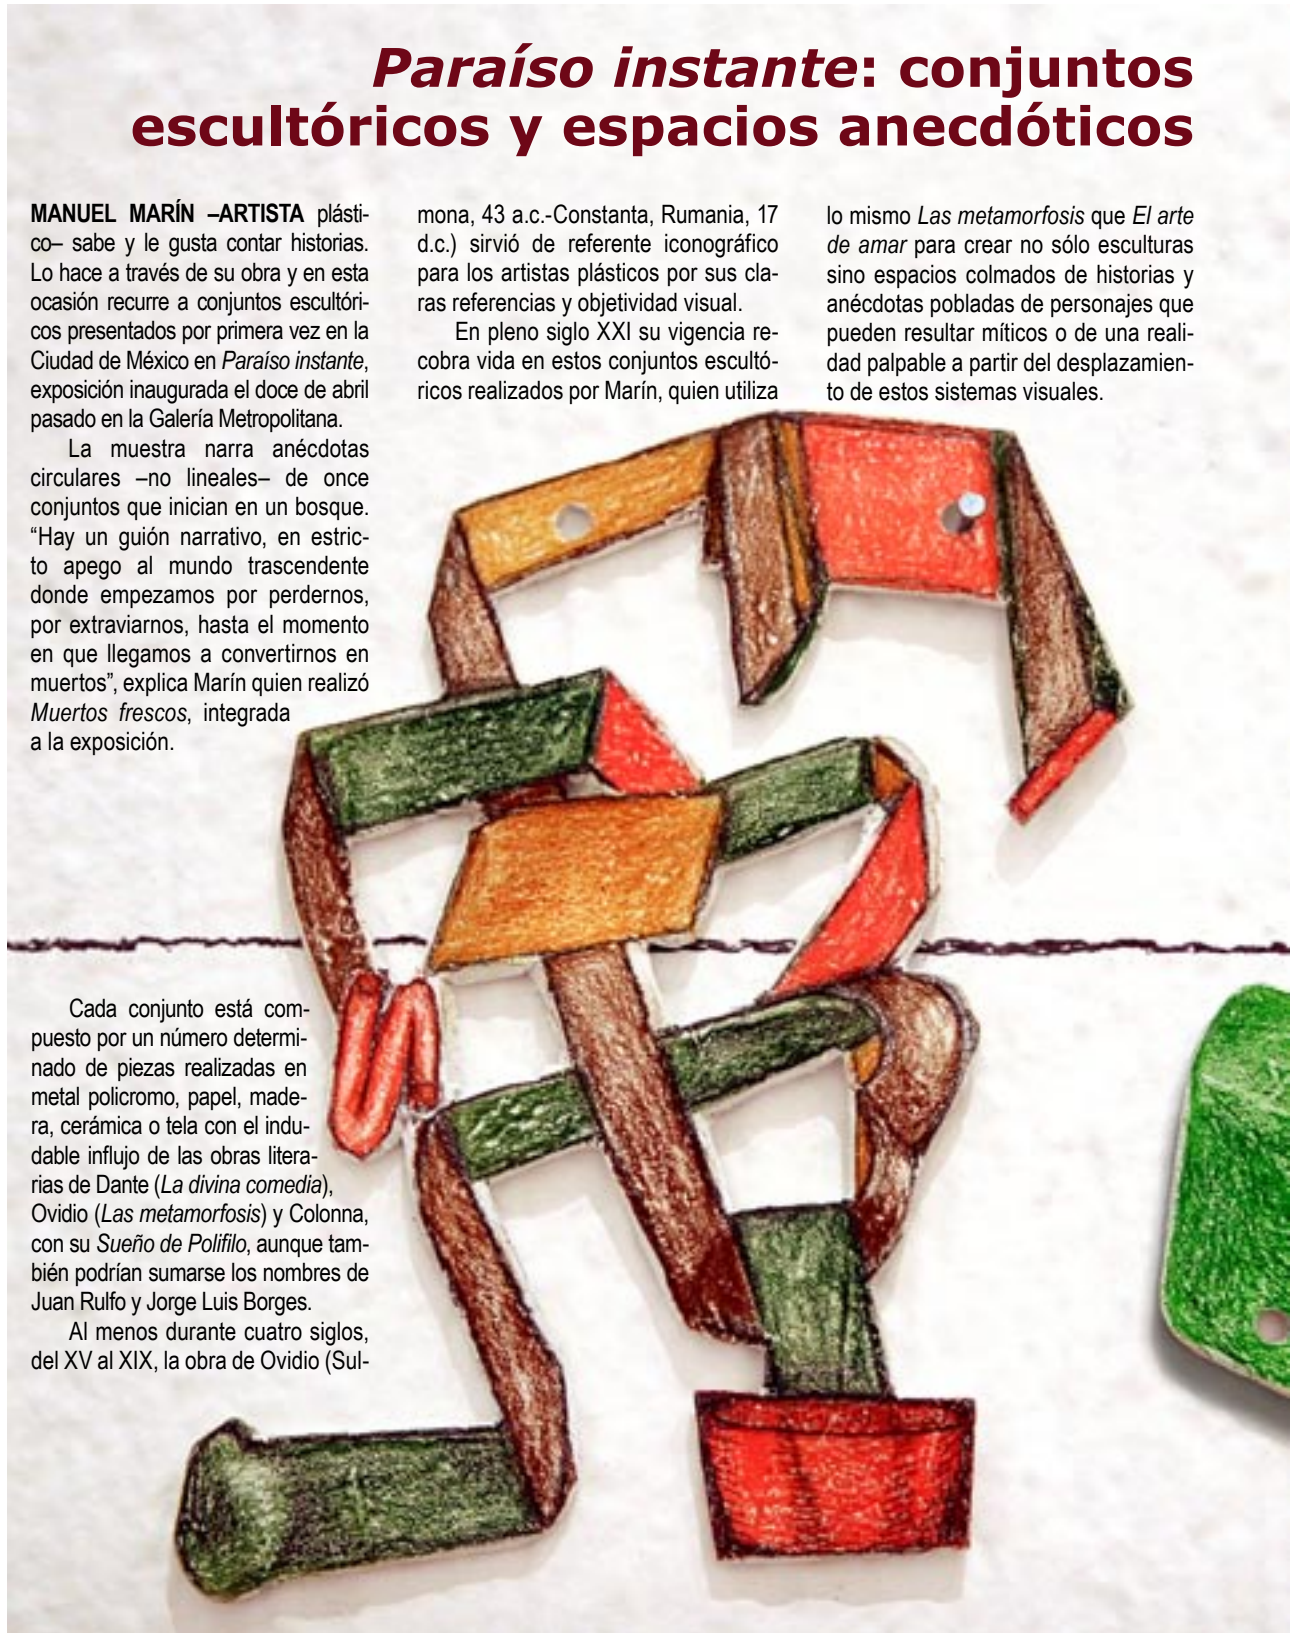 Paraíso instante: conjuntos
escultóricos y espacios anecdóticos
MANUEL MARÍN –ARTISTA plásti-
co– sabe y le gusta contar historias.
Lo hace a través de su obra y en esta
ocasión recurre a conjuntos escultóri-
cos presentados por primera vez en la
Ciudad de México en Paraíso instante,
exposición inaugurada el doce de abril
pasado en la Galería Metropolitana.
La muestra narra anécdotas
circulares –no lineales– de once
conjuntos que inician en un bosque.
“Hay un guión narrativo, en estric-
to apego al mundo trascendente
donde empezamos por perdernos,
por extraviarnos, hasta el momento
en que llegamos a convertirnos en
muertos”, explica Marín quien realizó
Muertos frescos, integrada
a la exposición.
Cada conjunto está com-
puesto por un número determi-
nado de piezas realizadas en
metal policromo, papel, made-
ra, cerámica o tela con el indu-
dable influjo de las obras litera-
rias de Dante (La divina comedia),
Ovidio (Las metamorfosis) y Colonna,
con su Sueño de Polifilo, aunque tam-
bién podrían sumarse los nombres de
Juan Rulfo y Jorge Luis Borges.
Al menos durante cuatro siglos,
del XV al XIX, la obra de Ovidio (Sul-
mona, 43 a.c.-Constanta, Rumania, 17
d.c.) sirvió de referente iconográfico
para los artistas plásticos por sus cla-
ras referencias y objetividad visual.
En pleno siglo XXI su vigencia re-
cobra vida en estos conjuntos escultó-
ricos realizados por Marín, quien utiliza
lo mismo Las metamorfosis que El arte
de amar para crear no sólo esculturas
sino espacios colmados de historias y
anécdotas pobladas de personajes que
pueden resultar míticos o de una reali-
dad palpable a partir del desplazamien-
to de estos sistemas visuales.